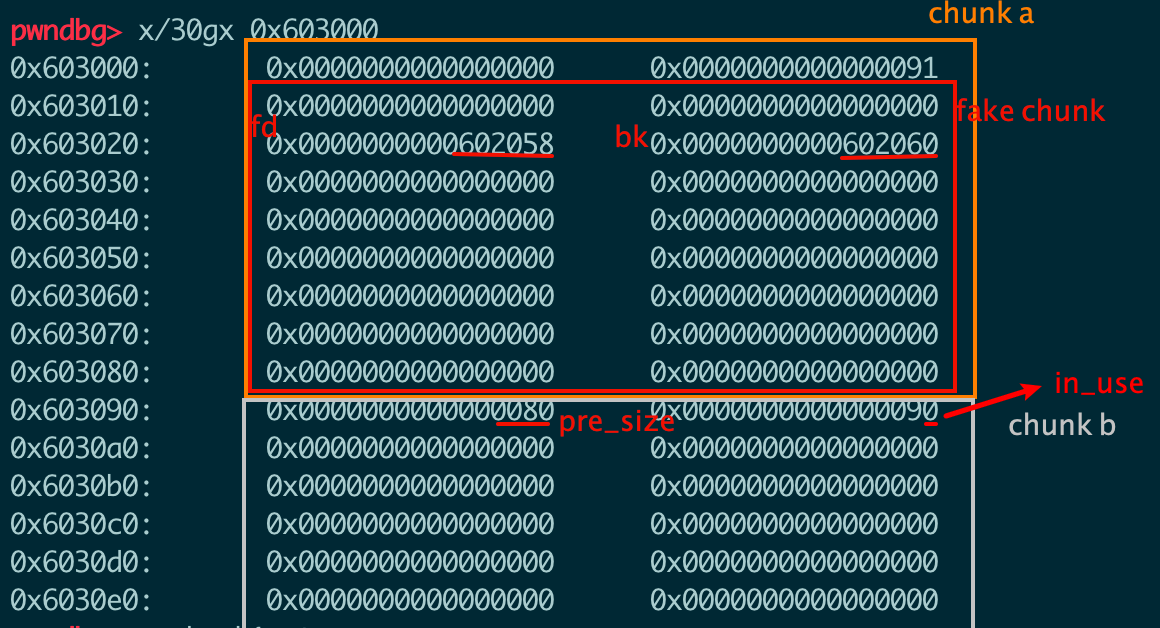 chunk a
pwndbg> x/30gx 0x603000
0x603000: 0x0000000000000000 0x0000000000000091
0x603010: 0x0000000000000000 0x0000000000000000 fake chunk
fd
0x603020: 0x0000000000602058 bk 0x0000000000602060
0x603030: 0x0000000000000000 0x0000000000000000
0x603040: 0x0000000000000000 0x0000000000000000
0x603050: 0x0000000000000000 0x0000000000000000
0x603060: 0x0000000000000000 0x0000000000000000
0x603070: 0x0000000000000000 0x0000000000000000
0x603080: 0x0000000000000000 0x0000000000000000
in_use
0x603090: 0x0000000000000080 pre_size 0x0000000000000090
chunk b
0x6030a0: 0x0000000000000000 0x0000000000000000
0x6030b0: 0x0000000000000000 0x0000000000000000
0x6030c0: 0x0000000000000000 0x0000000000000000
0x6030d0: 0x0000000000000000 0x0000000000000000
0x6030e0: 0x0000000000000000 0x0000000000000000